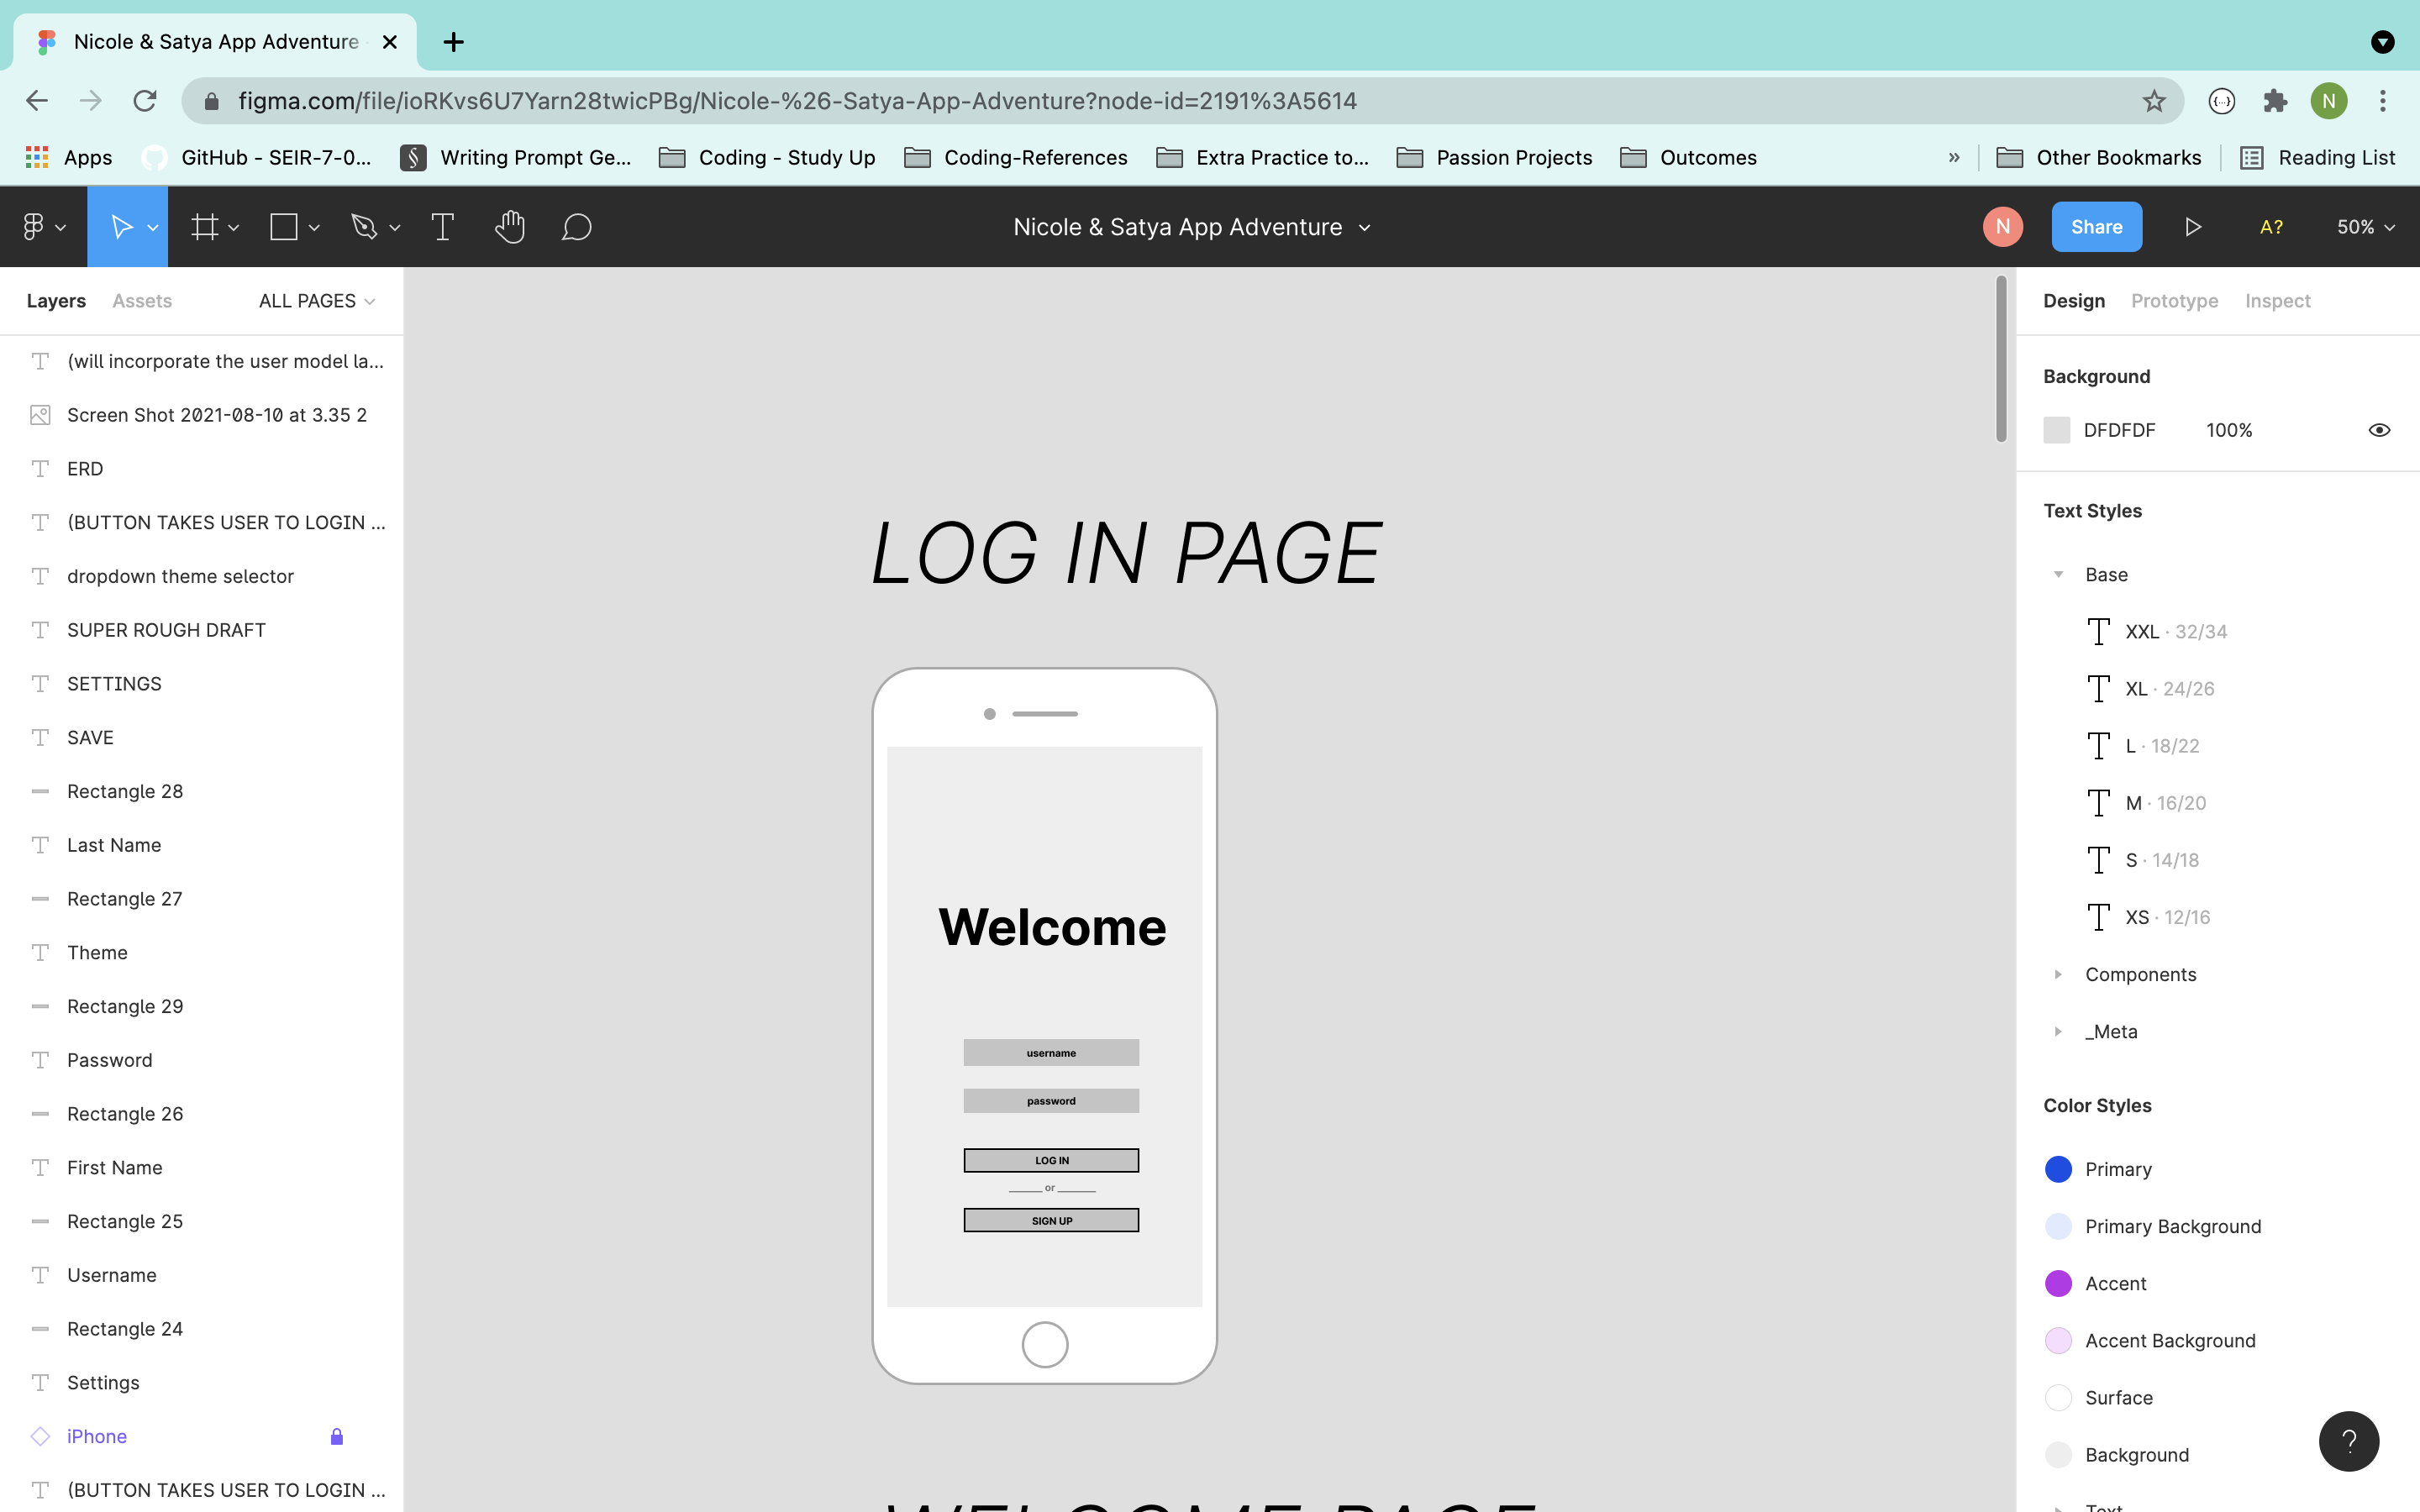 Nicole & Satya App Adventure
figma.com/file/ioRKvs6U7Yarn28twicPBg/Nicole-%26-Satya-App-Adventure?node-id=2191%3A5614
N
Apps
GitHub - SEIR-7-0...
Writing Prompt Ge...
Coding - Study Up
Coding-References
Extra Practice to...
Passion Projects
Outcomes
»
Other Bookmarks
Reading List
Nicole & Satya App Adventure
N
Share
A?
50%
Layers
Assets
ALL PAGES
(will incorporate the user model la...
Screen Shot 2021-08-10 at 3.35 2
ERD
(BUTTON TAKES USER TO LOGIN ...
dropdown theme selector
SUPER ROUGH DRAFT
SETTINGS
SAVE
Rectangle 28
Last Name
Rectangle 27
Theme
Rectangle 29
Password
Rectangle 26
First Name
Rectangle 25
Username
Rectangle 24
Settings
iPhone
(BUTTON TAKES USER TO LOGIN ...
LOG IN PAGE
Welcome
username
password
LOG IN
______ or _______
SIGN UP
WELCOME PAGE
Design
Prototype
Inspect
Background
DFDFDF
100%
Text Styles
Base
XXL · 32/34
XL · 24/26
L · 18/22
M · 16/20
S · 14/18
XS · 12/16
Components
_Meta
Color Styles
Primary
Primary Background
Accent
Accent Background
Surface
Background
Text
?